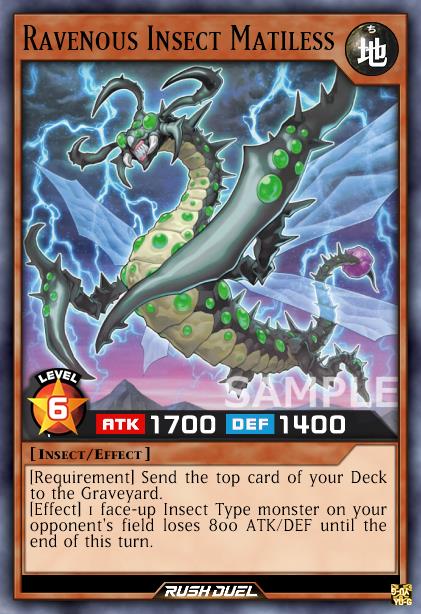 RAVENOUS INSECT MATILESS
ち
地
SAMPLE
LEVEL
6
ATK 1700 DEF 1400
[INSECT/EFFECT]
[Requirement] Send the top card of your Deck
to the Graveyard.
[Effect] 1 face-up Insect Type monster on your
opponent's field loses 800 ATK/DEF until the
end of this turn.
RUSH DUEL